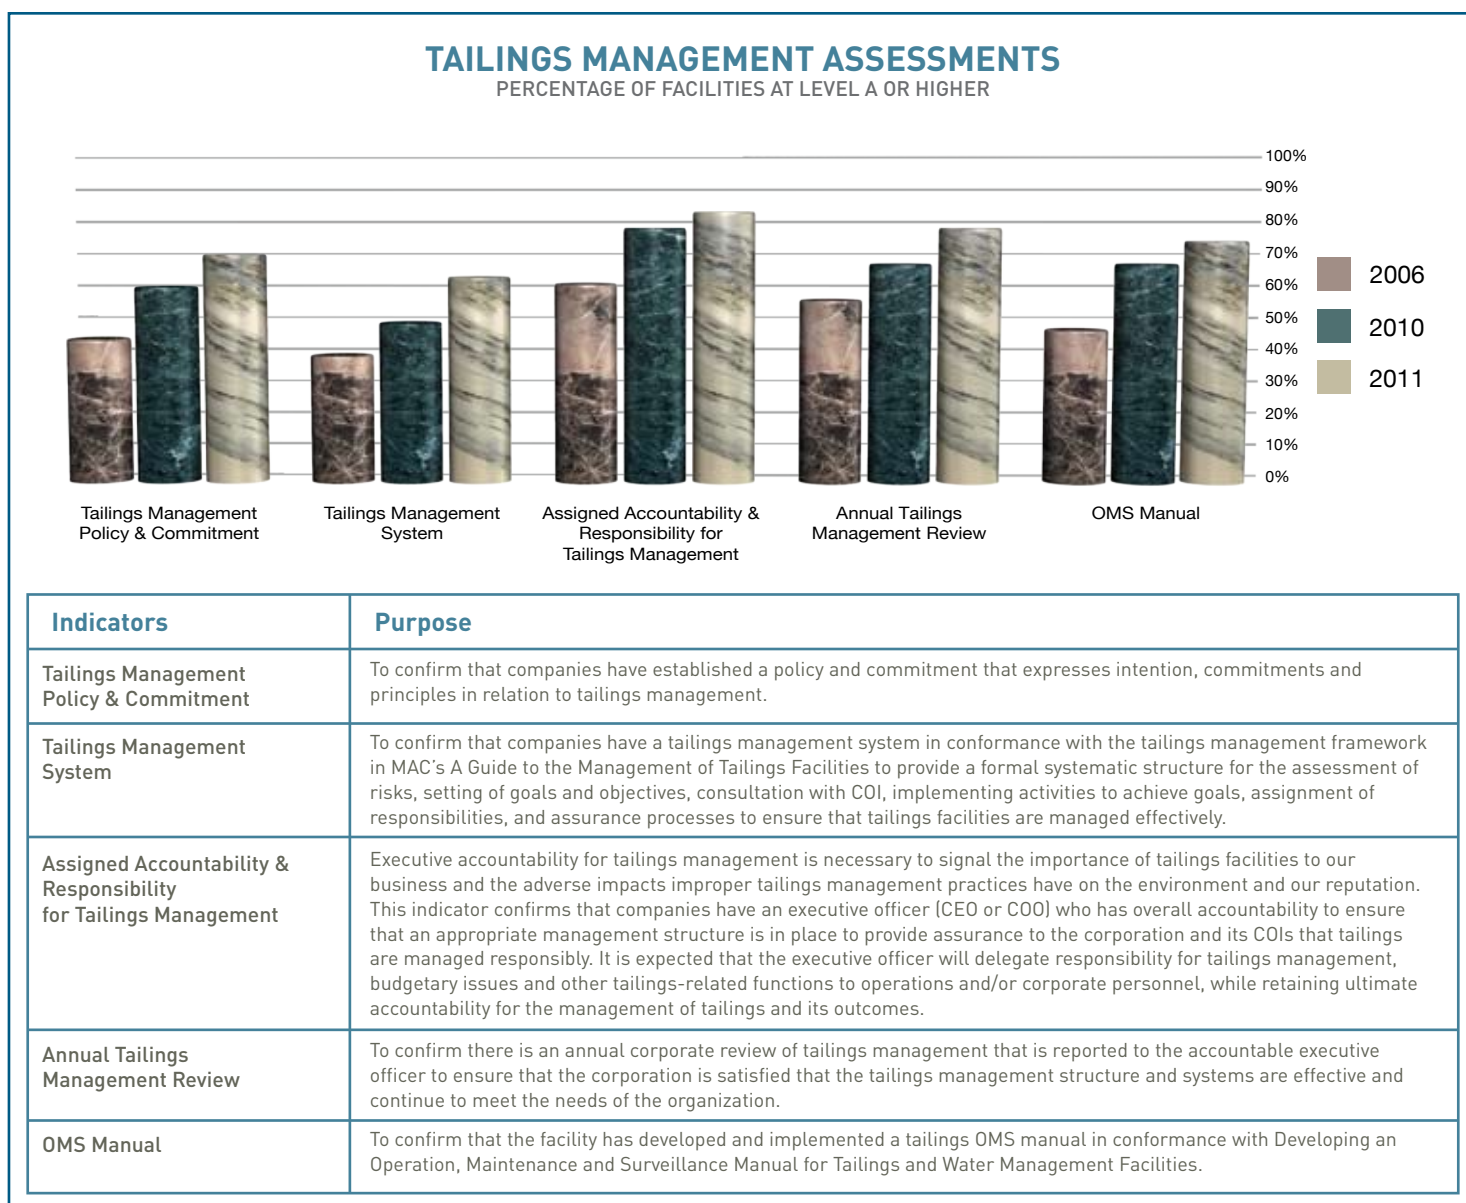 TAILINGS MANAGEMENT ASSESSMENTS
PERCENTAGE OF FACILITIES AT LEVEL A OR HIGHER
100%
90%
80%
70%
60%
50%
40%
30%
20%
10%
0%
2006
2010
2011
Tailings Management
Policy & Commitment
Tailings Management
System
Assigned Accountability &
Responsibility for
Tailings Management
Annual Tailings
Management Review
OMS Manual
Indicators
Purpose
Tailings Management
Policy & Commitment
To confirm that companies have established a policy and commitment that expresses intention, commitments and
principles in relation to tailings management.
Tailings Management
System
To confirm that companies have a tailings management system in conformance with the tailings management framework
in MAC's A Guide to the Management of Tailings Facilities to provide a formal systematic structure for the assessment of
risks, setting of goals and objectives, consultation with COI, implementing activities to achieve goals, assignment of
responsibilities, and assurance processes to ensure that tailings facilities are managed effectively.
Assigned Accountability &
Responsibility
for Tailings Management
Executive accountability for tailings management is necessary to signal the importance of tailings facilities to our
business and the adverse impacts improper tailings management practices have on the environment and our reputation.
This indicator confirms that companies have an executive officer (CEO or COO) who has overall accountability to ensure
that an appropriate management structure is in place to provide assurance to the corporation and its COIs that tailings
are managed responsibly. It is expected that the executive officer will delegate responsibility for tailings management,
budgetary issues and other tailings-related functions to operations and/or corporate personnel, while retaining ultimate
accountability for the management of tailings and its outcomes.
Annual Tailings
Management Review
To confirm there is an annual corporate review of tailings management that is reported to the accountable executive
officer to ensure that the corporation is satisfied that the tailings management structure and systems are effective and
continue to meet the needs of the organization.
OMS Manual
To confirm that the facility has developed and implemented a tailings OMS manual in conformance with Developing an
Operation, Maintenance and Surveillance Manual for Tailings and Water Management Facilities.